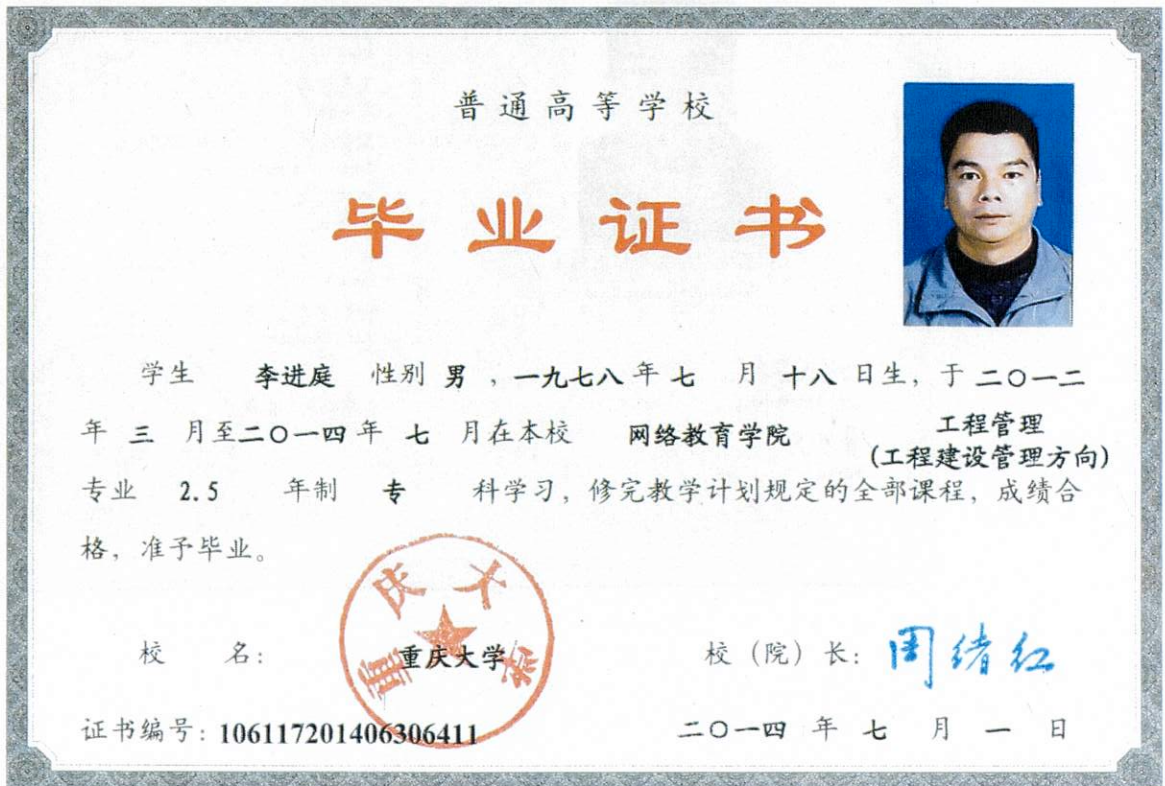 普通高等学校
毕业证书
学生 李进庭 性别 男 ，一九七八 年 七 月 十八 日生，于 二〇一二
年 三 月至二〇一四 年 七 月在本校 网络教育学院 工程管理
(工程建设管理方向)
专业 2.5 年制 专 科学习，修完教学计划规定的全部课程，成绩合
格，准予毕业。
重庆大学
校 名： 重庆大学 校（院）长：周绪红
证书编号：106117201406306411 二〇一四 年 七 月 一 日